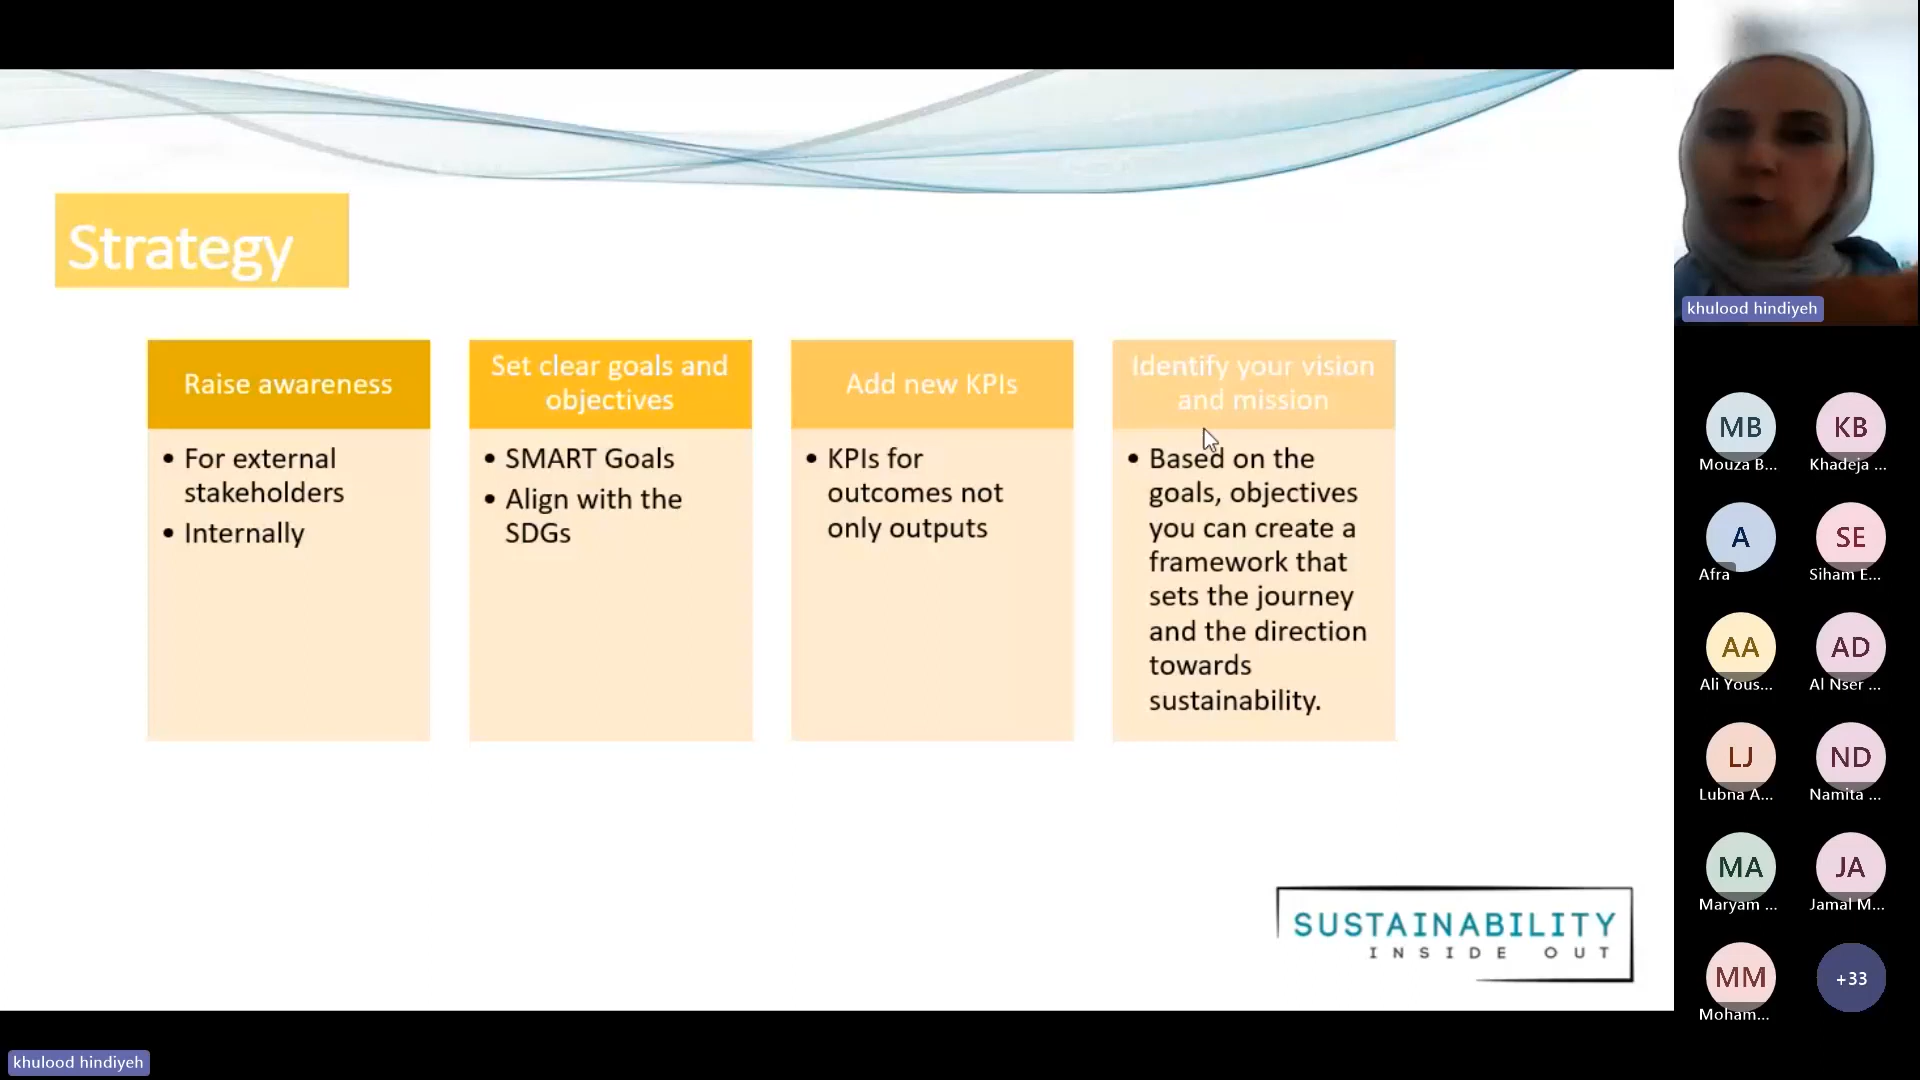 Strategy
Raise awareness
• For external
stakeholders
• Internally
Set clear goals and
objectives
• SMART Goals
• Align with the
SDGs
Add new KPIs
• KPIs for
outcomes not
only outputs
Identify your vision
and mission
• Based on the
goals, objectives
you can create a
framework that
sets the journey
and the direction
towards
sustainability.
SUSTAINABILITY
INSIDE OUT
khulood hindiyeh
MB
Mouza B...
KB
Khadeja ...
A
Afra
SE
Siham E...
AA
Ali Yous...
AD
Al Nser ...
LJ
Lubna A...
ND
Namita ...
MA
Maryam ...
JA
Jamal M...
MM
Moham...
+33
khulood hindiyeh